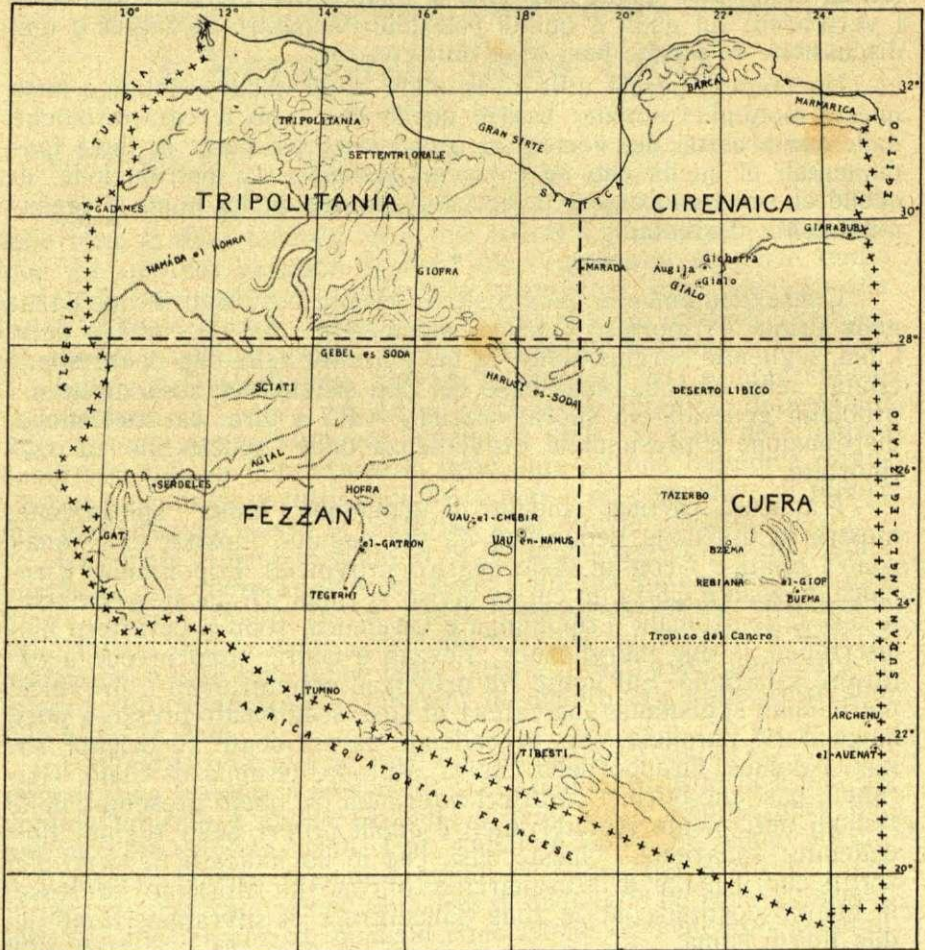 10° 12° 14° 16° 18° 20° 22° 24°
32°
TUNISIA
BARCA
MARMARICA
TRIPOLITANIA
SETTENTRIONALE
GRAN SIRTE
EGITTO
SIRTICA
TRIPOLITANIA
CIRENAICA
GADAMES
30°
GIARABUB
HAMÁDA el HOMRA
GIOFRA
MARADA
Augila
Gicherra
Gialo
GIALO
ALGERIA
28°
GEBEL es SODA
SCIATI
HARUGE es-SODA
DESERTO LIBICO
AGIAL
26°
SERDELES
HOFRA
TAZERBO
FEZZAN
CUFRA
UAU-el-CHEBIR
GAT
el-GATRON
UAU en-NAMUS
BZEMA
SUDAN ANGLO-EGIZIANO
REBIANA
el-GIOF
TEGERHI
BUEMA
24°
Tropico del Cancro
TUMNO
ARCHENU
22°
TIBESTI
el-AUENAT
AFRICA EQUATORIALE FRANCESE
20°